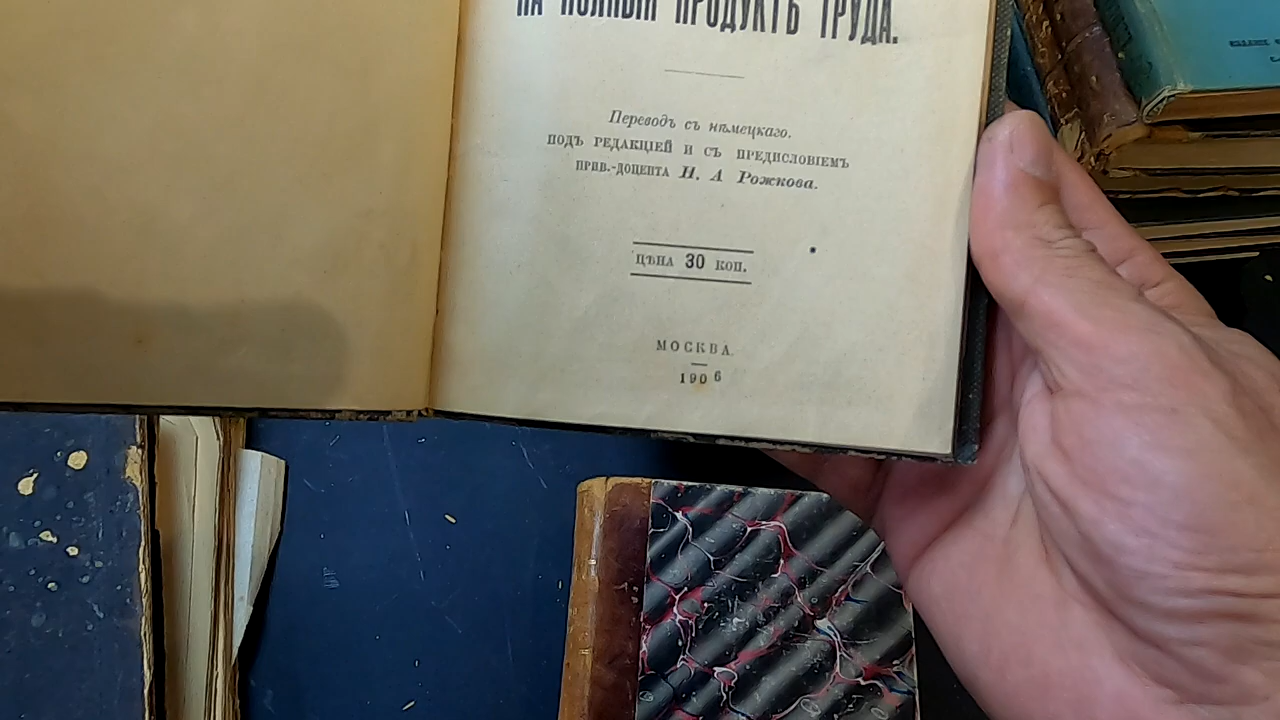 НА ПОЛНЫЙ ПРОДУКТЪ ТРУДА.
Переводъ съ нѣмецкаго.
ПОДЪ РЕДАКЦІЕЙ И СЪ ПРЕДИСЛОВІЕМЪ
ПРИВ.-ДОЦЕНТА Н. А Рожкова.
ЦѢНА 30 КОП.
МОСКВА.
1906
ИЗДАНІЕ